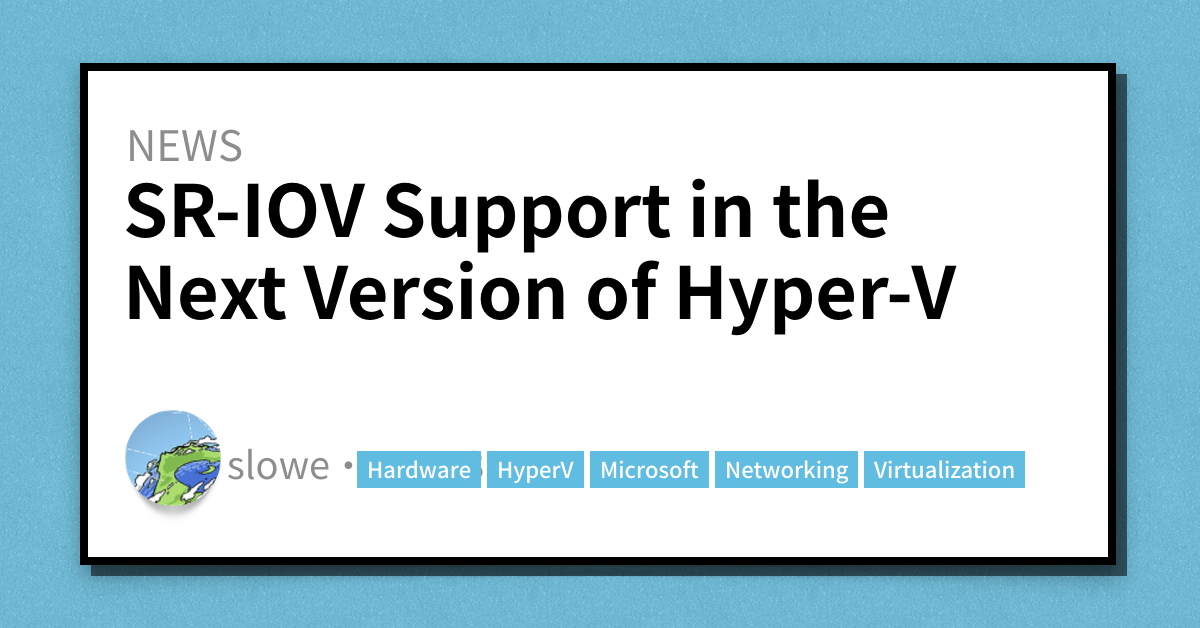 NEWS
SR-IOV Support in the
Next Version of Hyper-V
slowe • Hardware HyperV Microsoft Networking Virtualization